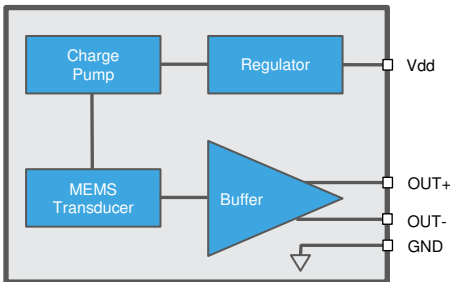 Charge
Pump
Regulator
Vdd
MEMS
Transducer
Buffer
OUT+
OUT-
GND